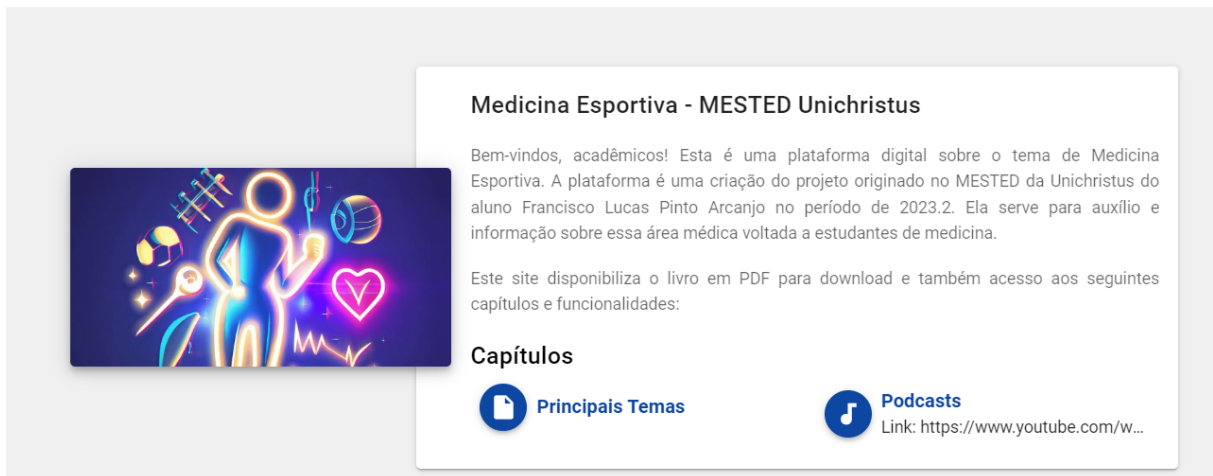 Medicina Esportiva - MESTED Unichristus
Bem-vindos, acadêmicos! Esta é uma plataforma digital sobre o tema de Medicina
Esportiva. A plataforma é uma criação do projeto originado no MESTED da Unichristus do
aluno Francisco Lucas Pinto Arcanjo no período de 2023.2. Ela serve para auxílio e
informação sobre essa área médica voltada a estudantes de medicina.
Este site disponibiliza o livro em PDF para download e também acesso aos seguintes
capítulos e funcionalidades:
Capítulos
Principais Temas
Podcasts
Link: https://www.youtube.com/w...